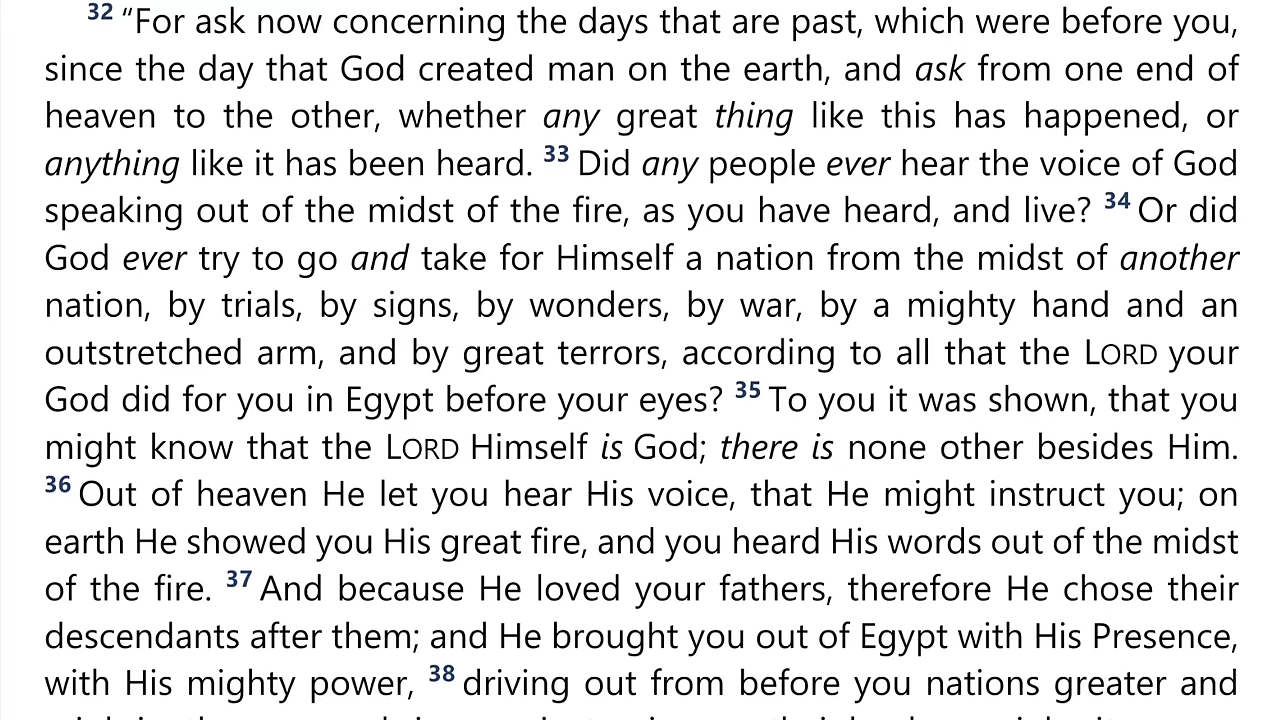 32 “For ask now concerning the days that are past, which were before you,
since the day that God created man on the earth, and ask from one end of
heaven to the other, whether any great thing like this has happened, or
anything like it has been heard. 33 Did any people ever hear the voice of God
speaking out of the midst of the fire, as you have heard, and live? 34 Or did
God ever try to go and take for Himself a nation from the midst of another
nation, by trials, by signs, by wonders, by war, by a mighty hand and an
outstretched arm, and by great terrors, according to all that the LORD your
God did for you in Egypt before your eyes? 35 To you it was shown, that you
might know that the LORD Himself is God; there is none other besides Him.
36 Out of heaven He let you hear His voice, that He might instruct you; on
earth He showed you His great fire, and you heard His words out of the midst
of the fire. 37 And because He loved your fathers, therefore He chose their
descendants after them; and He brought you out of Egypt with His Presence,
with His mighty power, 38 driving out from before you nations greater and